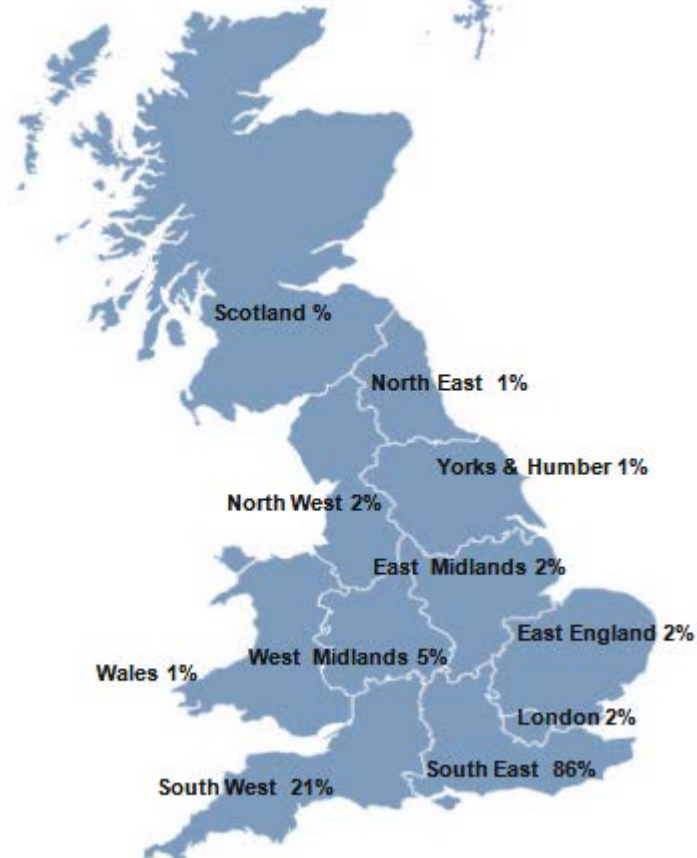 Scotland %
North East 1%
Yorks & Humber 1%
North West 2%
East Midlands 2%
East England 2%
West Midlands 5%
Wales 1%
London 2%
South East 86%
South West 21%